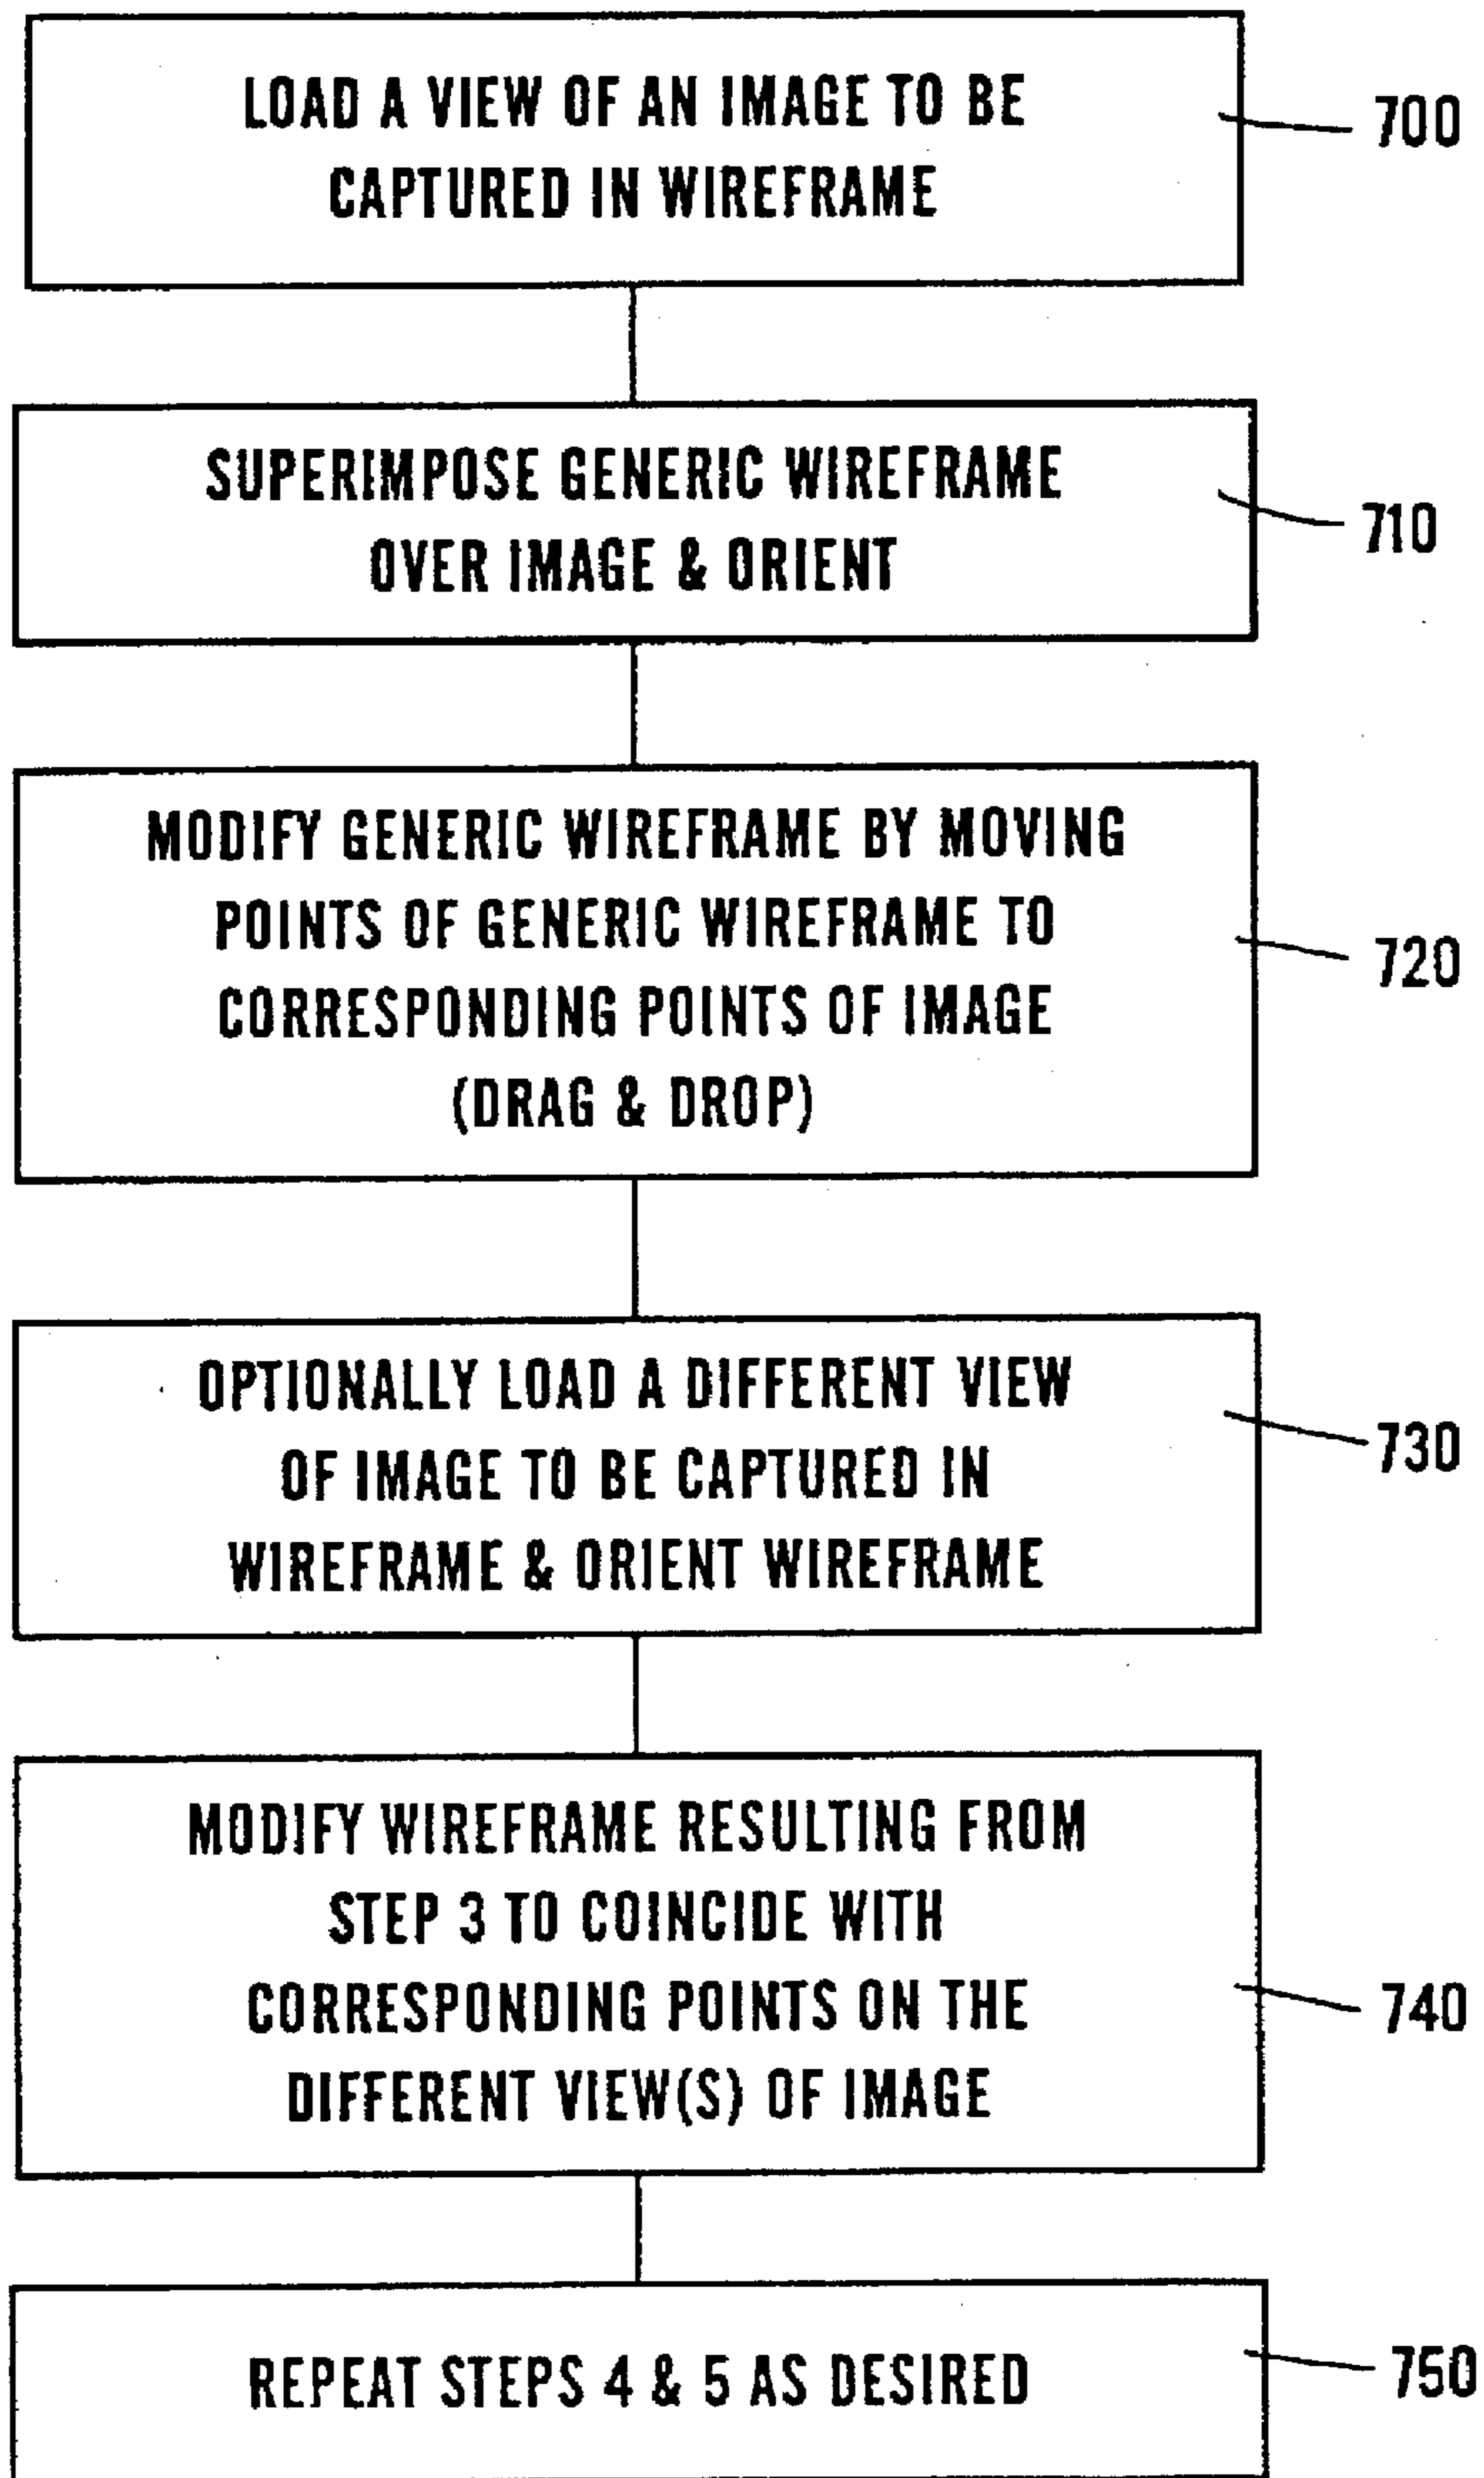 LOAD A VIEW OF AN IMAGE TO BE
CAPTURED IN WIREFRAME
700
SUPERIMPOSE GENERIC WIREFRAME
OVER IMAGE & ORIENT
710
MODIFY GENERIC WIREFRAME BY MOVING
POINTS OF GENERIC WIREFRAME TO
CORRESPONDING POINTS OF IMAGE
(DRAG & DROP)
720
OPTIONALLY LOAD A DIFFERENT VIEW
OF IMAGE TO BE CAPTURED IN
WIREFRAME & ORIENT WIREFRAME
730
MODIFY WIREFRAME RESULTING FROM
STEP 3 TO COINCIDE WITH
CORRESPONDING POINTS ON THE
DIFFERENT VIEW(S) OF IMAGE
740
REPEAT STEPS 4 & 5 AS DESIRED
750